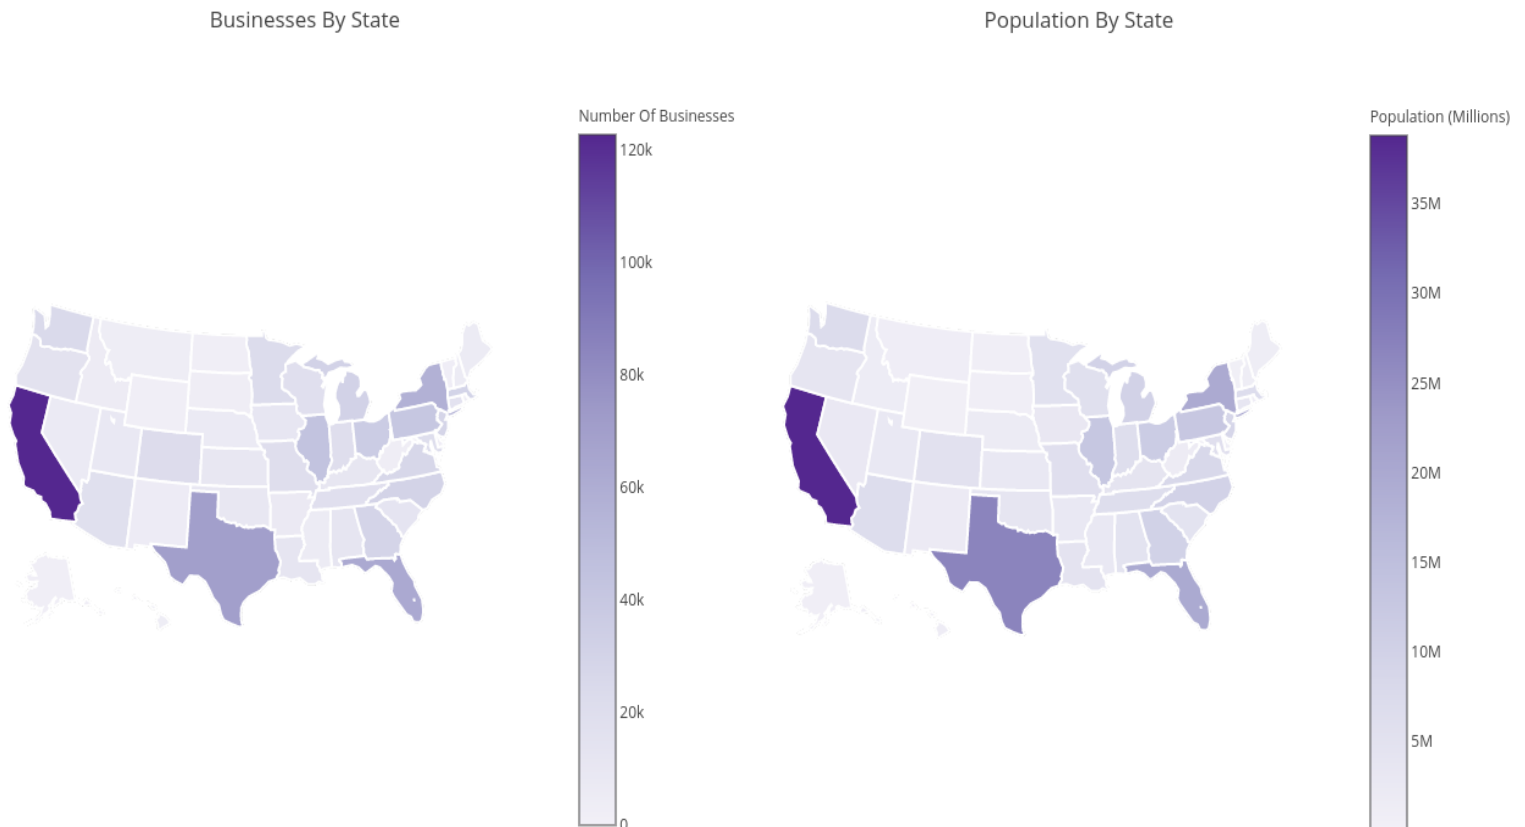 Businesses By State
Population By State
Number Of Businesses
120k
100k
80k
60k
40k
20k
0
Population (Millions)
35M
30M
25M
20M
15M
10M
5M